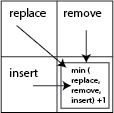 replace remove
insert
min (
replace,
remove,
insert) +1